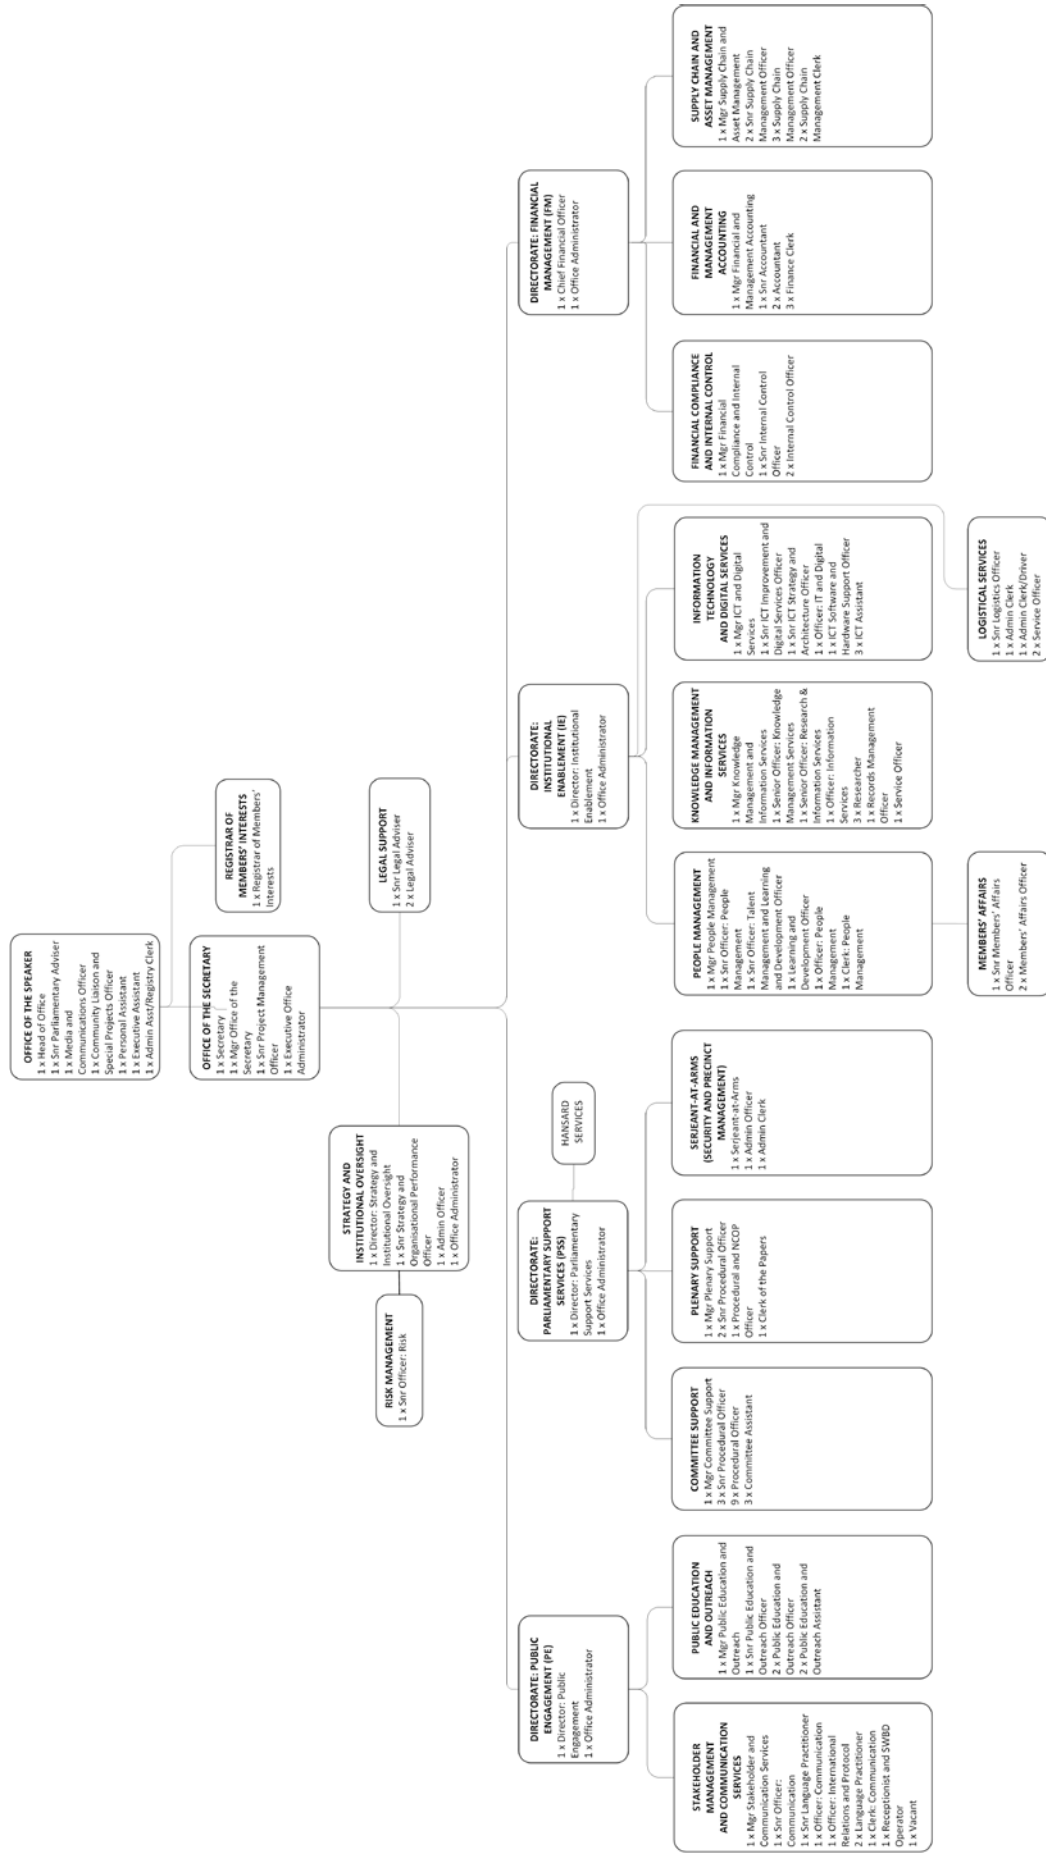 OFFICE OF THE SPEAKER
1 x Head of Office
1 x Snr Parliamentary Adviser
1 x Media and
Communications Officer
1 x Community Liaison and
Special Projects Officer
1 x Personal Assistant
1 x Executive Assistant
1 x Admin Asst/Registry Clerk
OFFICE OF THE SECRETARY
1 x Secretary
1 x Mgr Office of the
Secretary
1 x Snr Project Management
Officer
1 x Executive Office
Administrator
REGISTRAR OF
MEMBERS' INTERESTS
1 x Registrar of Members'
Interests
STRATEGY AND
INSTITUTIONAL OVERSIGHT
1 x Director: Strategy and
Institutional Oversight
1 x Snr Strategy and
Organisational Performance
Officer
1 x Admin Officer
1 x Office Administrator
LEGAL SUPPORT
1 x Snr Legal Adviser
2 x Legal Adviser
RISK MANAGEMENT
1 x Snr Officer: Risk
DIRECTORATE: PUBLIC
ENGAGEMENT (PE)
1 x Director: Public
Engagement
1 x Office Administrator
DIRECTORATE:
PARLIAMENTARY SUPPORT
SERVICES (PSS)
1 x Director: Parliamentary
Support Services
1 x Office Administrator
HANSARD
SERVICES
DIRECTORATE:
INSTITUTIONAL
ENABLEMENT (IE)
1 x Director: Institutional
Enablement
1 x Office Administrator
DIRECTORATE: FINANCIAL
MANAGEMENT (FM)
1 x Chief Financial Officer
1 x Office Administrator
STAKEHOLDER
MANAGEMENT
AND COMMUNICATION
SERVICES
1 x Mgr Stakeholder and
Communication Services
1 x Snr Officer:
Communication
1 x Snr Language Practitioner
1 x Officer: Communication
1 x Officer: International
Relations and Protocol
2 x Language Practitioner
1 x Clerk: Communication
1 x Receptionist and SWBD
Operator
1 x Vacant
PUBLIC EDUCATION
AND OUTREACH
1 x Mgr Public Education and
Outreach
1 x Snr Public Education and
Outreach Officer
2 x Public Education and
Outreach Officer
2 x Public Education and
Outreach Assistant
COMMITTEE SUPPORT
1 x Mgr Committee Support
3 x Snr Procedural Officer
9 x Procedural Officer
3 x Committee Assistant
PLENARY SUPPORT
1 x Mgr Plenary Support
2 x Snr Procedural Officer
1 x Procedural and NCOP
Officer
1 x Clerk of the Papers
SERJEANT-AT-ARMS
(SECURITY AND PRECINCT
MANAGEMENT)
1 x Serjeant-at-Arms
1 x Admin Officer
1 x Admin Clerk
PEOPLE MANAGEMENT
1 x Mgr People Management
1 x Snr Officer: People
Management
1 x Snr Officer: Talent
Management and Learning
and Development Officer
1 x Learning and
Development Officer
1 x Officer: People
Management
1 x Clerk: People
Management
KNOWLEDGE MANAGEMENT
AND INFORMATION
SERVICES
1 x Mgr Knowledge
Management and
Information Services
1 x Senior Officer: Knowledge
Management Services
1 x Senior Officer: Research &
Information Services
1 x Officer: Information
Services
3 x Researcher
1 x Records Management
Officer
1 x Service Officer
INFORMATION
TECHNOLOGY
AND DIGITAL SERVICES
1 x Mgr ICT and Digital
Services
1 x Snr ICT Improvement and
Digital Services Officer
1 x Snr ICT Strategy and
Architecture Officer
1 x Officer: IT and Digital
1 x ICT Software and
Hardware Support Officer
3 x ICT Assistant
FINANCIAL COMPLIANCE
AND INTERNAL CONTROL
1 x Mgr Financial
Compliance and Internal
Control
1 x Snr Internal Control
Officer
2 x Internal Control Officer
FINANCIAL AND
MANAGEMENT
ACCOUNTING
1 x Mgr Financial and
Management Accounting
1 x Snr Accountant
2 x Accountant
3 x Finance Clerk
SUPPLY CHAIN AND
ASSET MANAGEMENT
1 x Mgr Supply Chain and
Asset Management
2 x Snr Supply Chain
Management Officer
3 x Supply Chain
Management Officer
2 x Supply Chain
Management Clerk
MEMBERS' AFFAIRS
1 x Snr Members' Affairs
Officer
2 x Members' Affairs Officer
LOGISTICAL SERVICES
1 x Snr Logistics Officer
1 x Admin Clerk
1 x Admin Clerk/Driver
2 x Service Officer